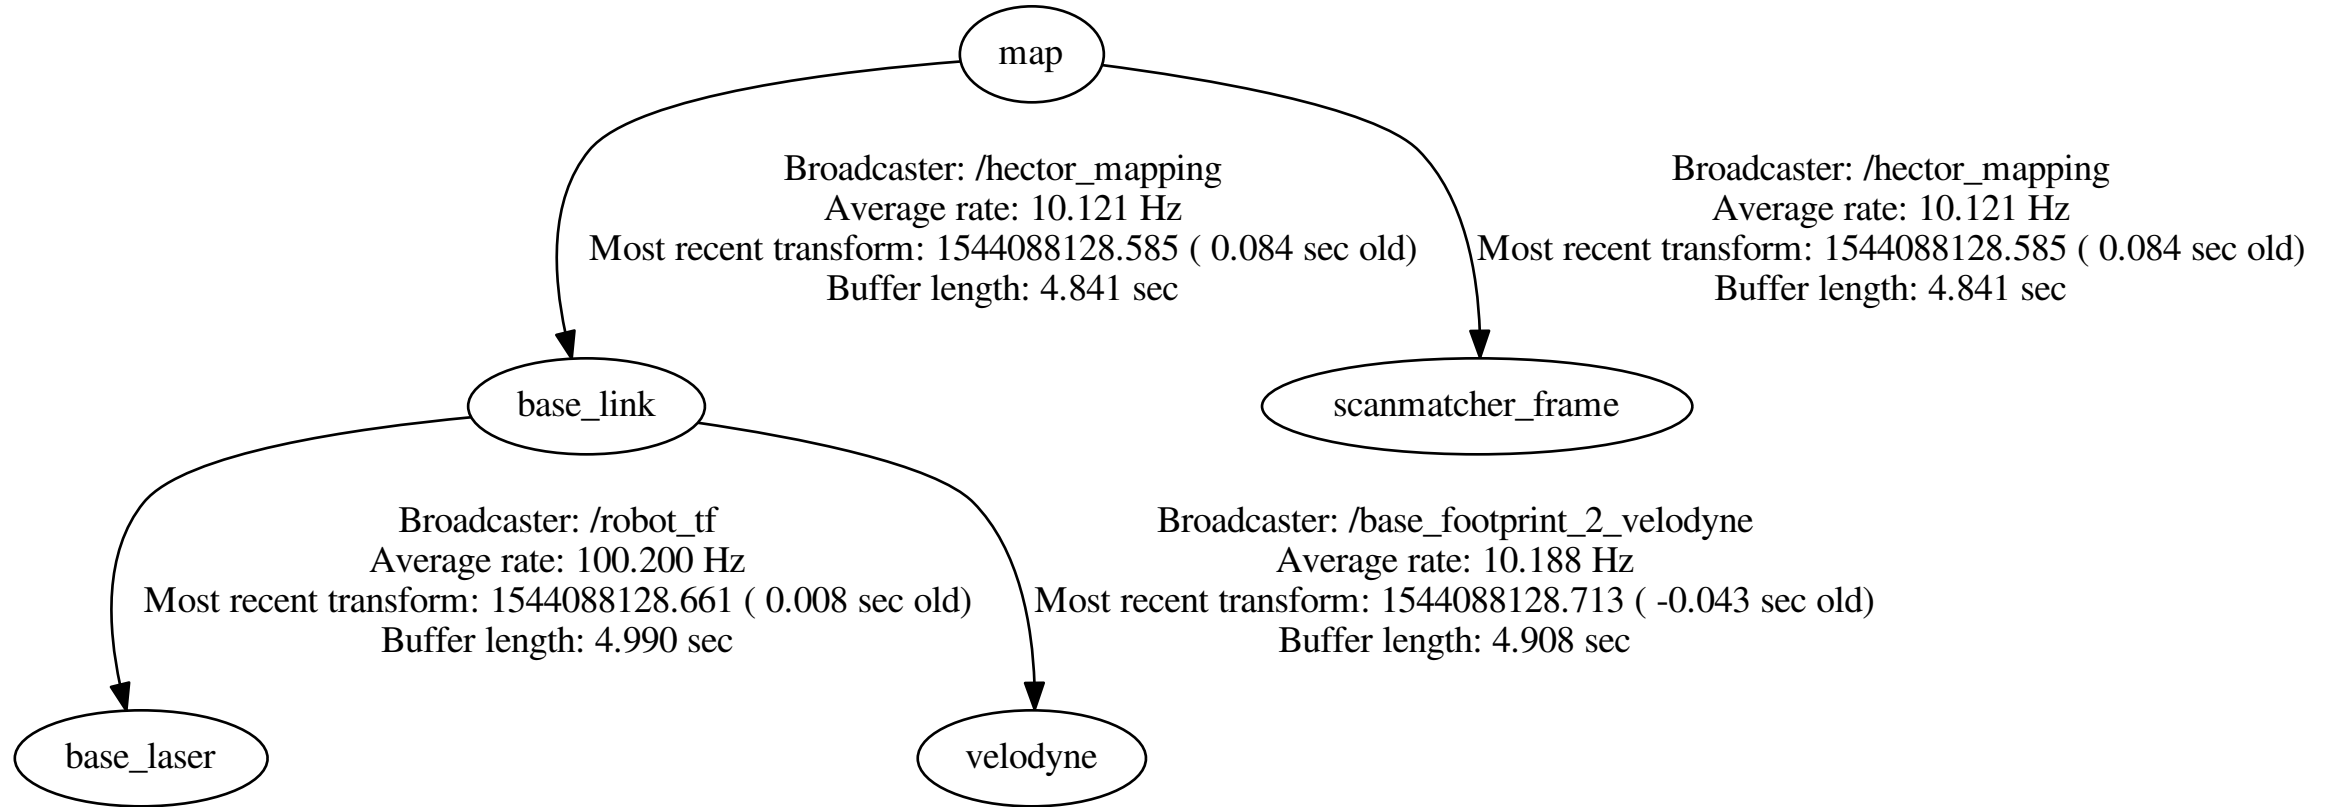 map
Broadcaster: /hector_mapping
Average rate: 10.121 Hz
Most recent transform: 1544088128.585 ( 0.084 sec old)
Buffer length: 4.841 sec
Broadcaster: /hector_mapping
Average rate: 10.121 Hz
Most recent transform: 1544088128.585 ( 0.084 sec old)
Buffer length: 4.841 sec
base_link
scanmatcher_frame
Broadcaster: /robot_tf
Average rate: 100.200 Hz
Most recent transform: 1544088128.661 ( 0.008 sec old)
Buffer length: 4.990 sec
Broadcaster: /base_footprint_2_velodyne
Average rate: 10.188 Hz
Most recent transform: 1544088128.713 ( -0.043 sec old)
Buffer length: 4.908 sec
base_laser
velodyne